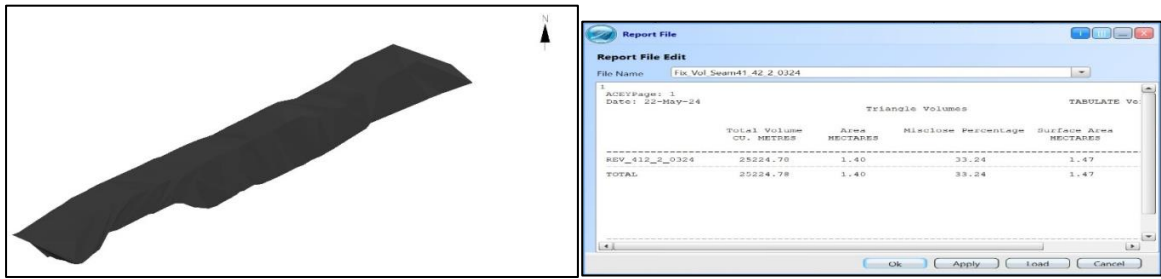 N
Report File
Report File Edit
File Name Fix_Vol_Seam41_42_2_0324
1
ACEYPage: 1
Date: 22-May-24 TABULATE Ve
Triangle Volumes
Total Volume Area Misclose Percentage Surface Area
CU. METRES HECTARES HECTARES
REV_412_2_0324 25224.78 1.40 33.24 1.47
TOTAL 25224.78 1.40 33.24 1.47
Ok Apply Load Cancel